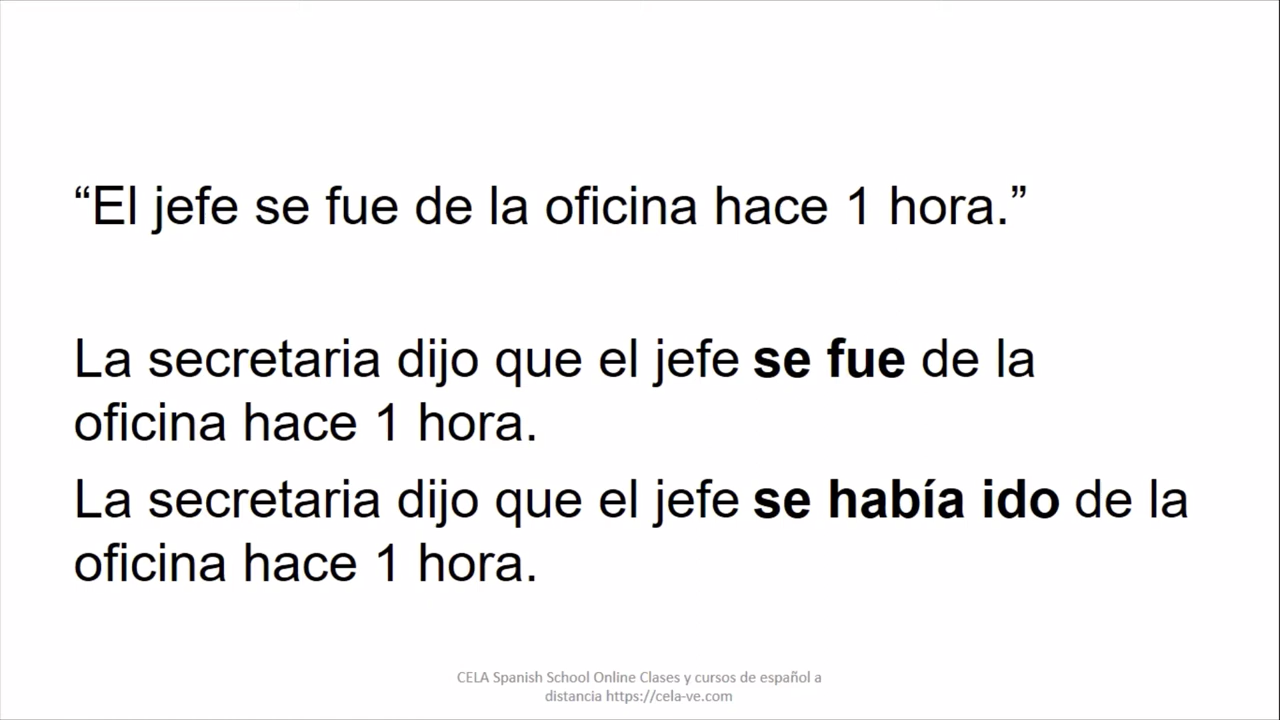 “El jefe se fue de la oficina hace 1 hora.”
La secretaria dijo que el jefe se fue de la
oficina hace 1 hora.
La secretaria dijo que el jefe se había ido de la
oficina hace 1 hora.
CELA Spanish School Online Clases y cursos de español a
distancia https://cela-ve.com